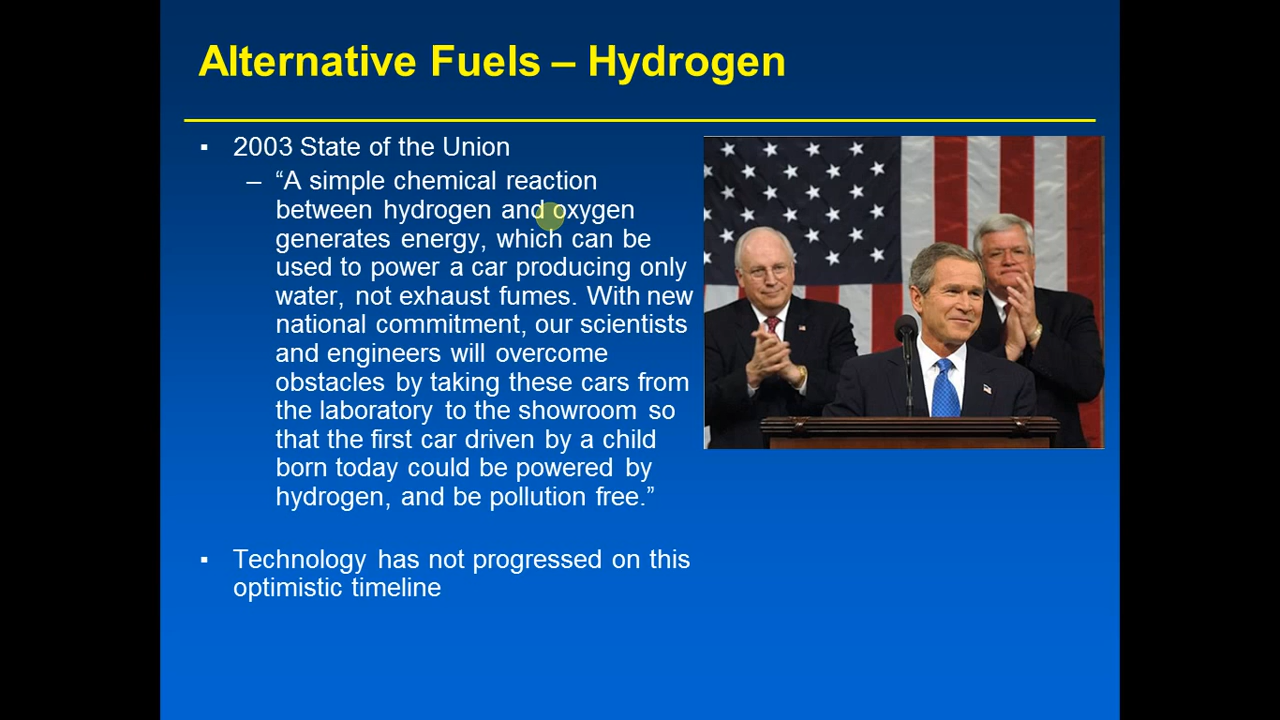 Alternative Fuels – Hydrogen
▪ 2003 State of the Union
– “A simple chemical reaction
between hydrogen and oxygen
generates energy, which can be
used to power a car producing only
water, not exhaust fumes. With new
national commitment, our scientists
and engineers will overcome
obstacles by taking these cars from
the laboratory to the showroom so
that the first car driven by a child
born today could be powered by
hydrogen, and be pollution free.”
▪ Technology has not progressed on this
optimistic timeline